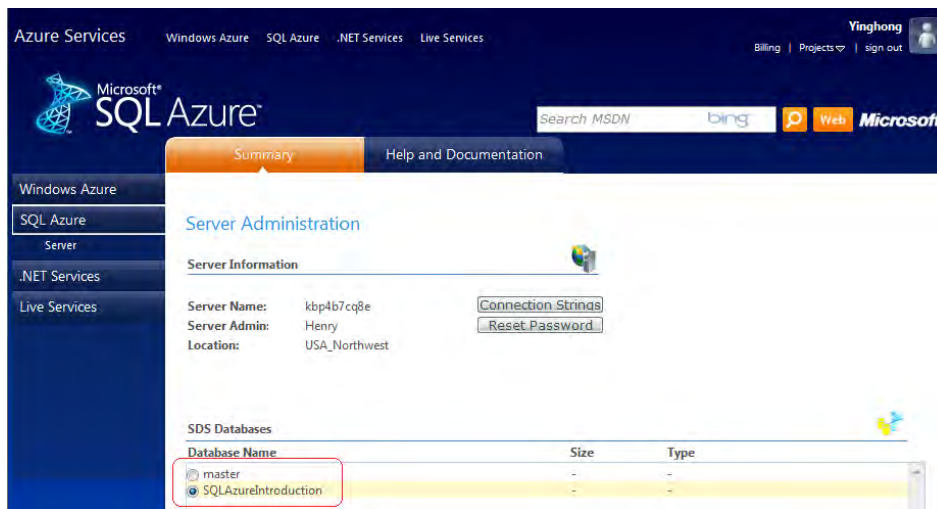 Azure Services
Windows Azure SQL Azure .NET Services Live Services
Yinghong
Billing | Projects | sign out
Microsoft®
SQL Azure™
Search MSDN bing Web Microsoft
Summary Help and Documentation
Windows Azure
SQL Azure
Server
.NET Services
Live Services
Server Administration
Server Information
Server Name: kbp4b7cq8e Connection Strings
Server Admin: Henry Reset Password
Location: USA_Northwest
SDS Databases
Database Name Size Type
master - -
SQLAzureIntroduction - -